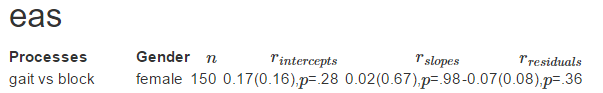 eas
Processes Gender n r_intercepts r_slopes r_residuals
gait vs block female 150 0.17(0.16),p=.28 0.02(0.67),p=.98 -0.07(0.08),p=.36